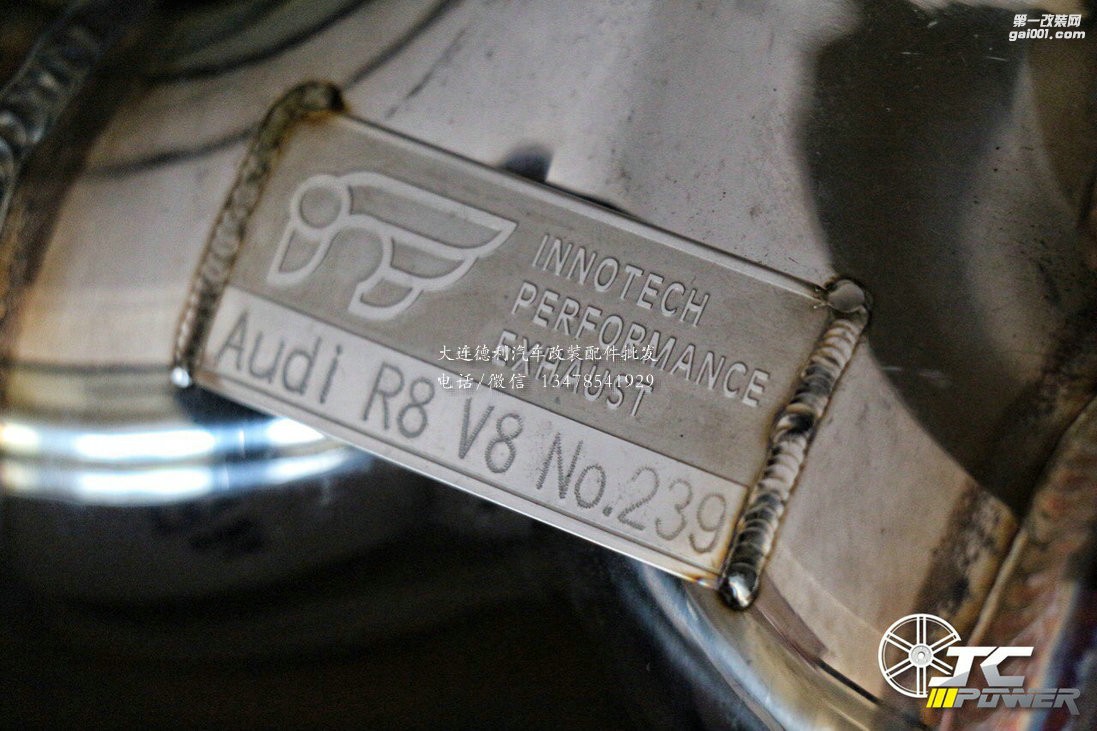 第一改装网
gai001.com
INNOTECH
PERFORMANCE
EXHAUST
大连德利汽车改装配件批发
电话/微信 13478541929
Audi R8 V8 No.239
JC
POWER